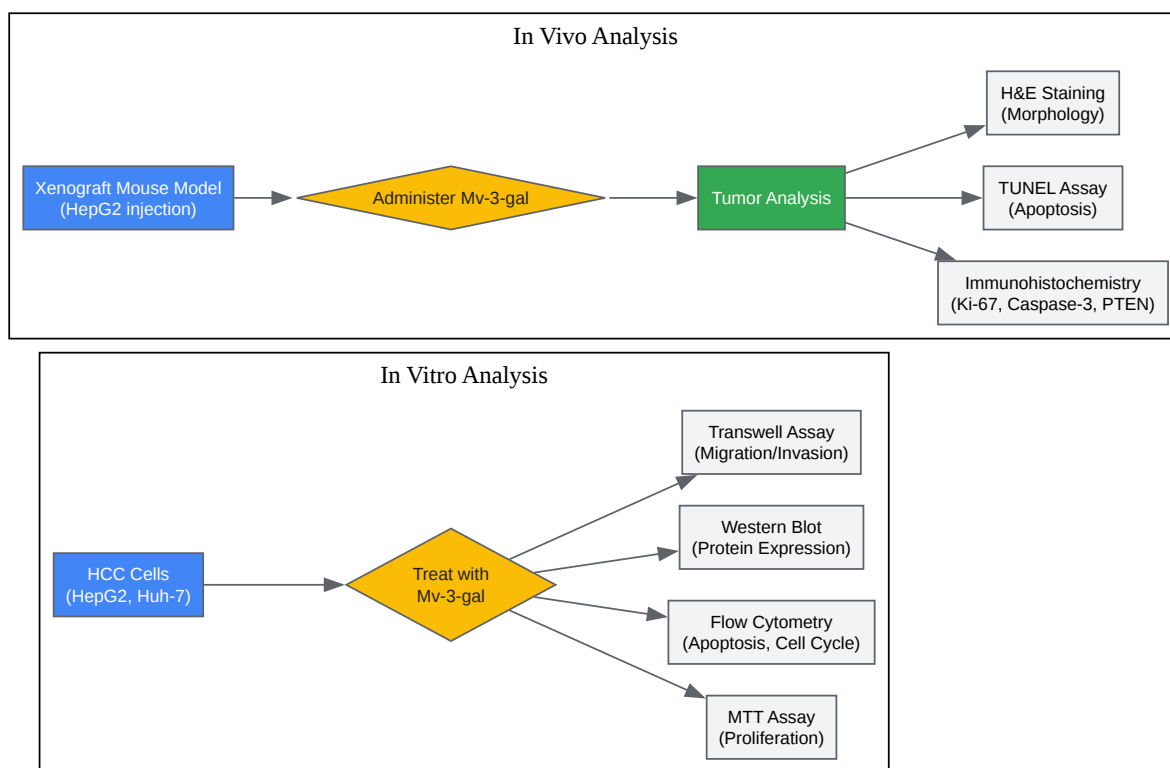 In Vivo Analysis
Xenograft Mouse Model
(HepG2 injection)
Administer Mv-3-gal
Tumor Analysis
H&E Staining
(Morphology)
TUNEL Assay
(Apoptosis)
Immunohistochemistry
(Ki-67, Caspase-3, PTEN)
In Vitro Analysis
HCC Cells
(HepG2, Huh-7)
Treat with
Mv-3-gal
Transwell Assay
(Migration/Invasion)
Western Blot
(Protein Expression)
Flow Cytometry
(Apoptosis, Cell Cycle)
MTT Assay
(Proliferation)